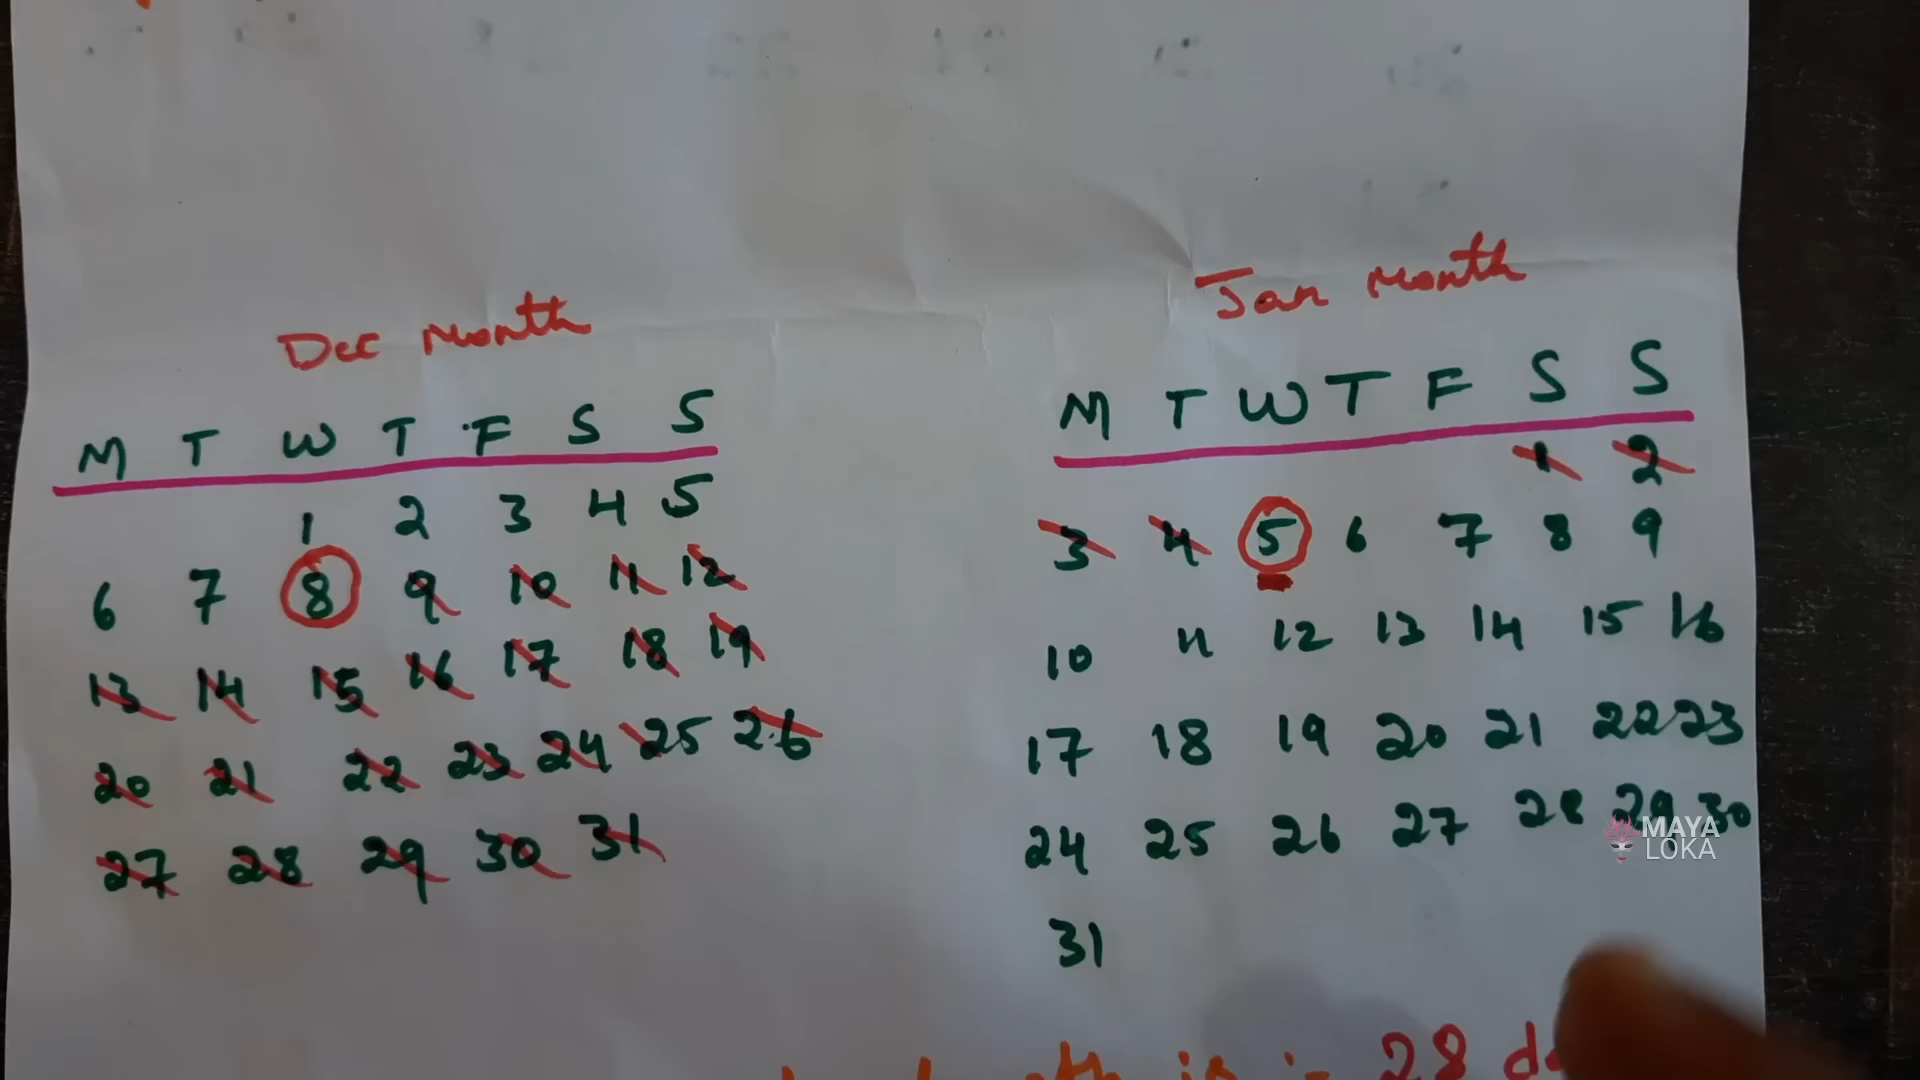 Dec Month
M T W T F S S
1 2 3 4 5
6 7 8 9 10 11 12
13 14 15 16 17 18 19
20 21 22 23 24 25 26
27 28 29 30 31
Jan Month
M T W T F S S
1 2
3 4 5 6 7 8 9
10 11 12 13 14 15 16
17 18 19 20 21 22 23
24 25 26 27 28 29 30
31
is :- 28
MAYA
LOKA